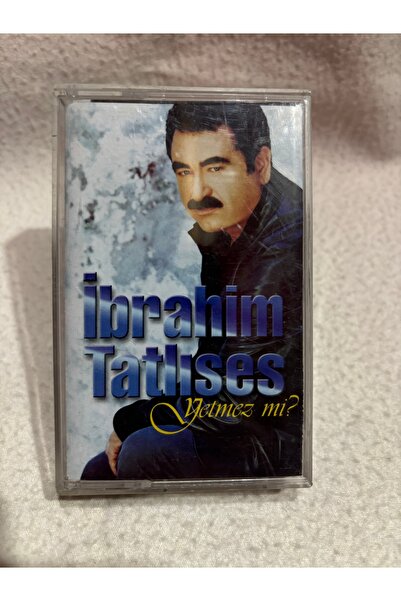 İbrahim
Tatlıses
Yetmez mi?